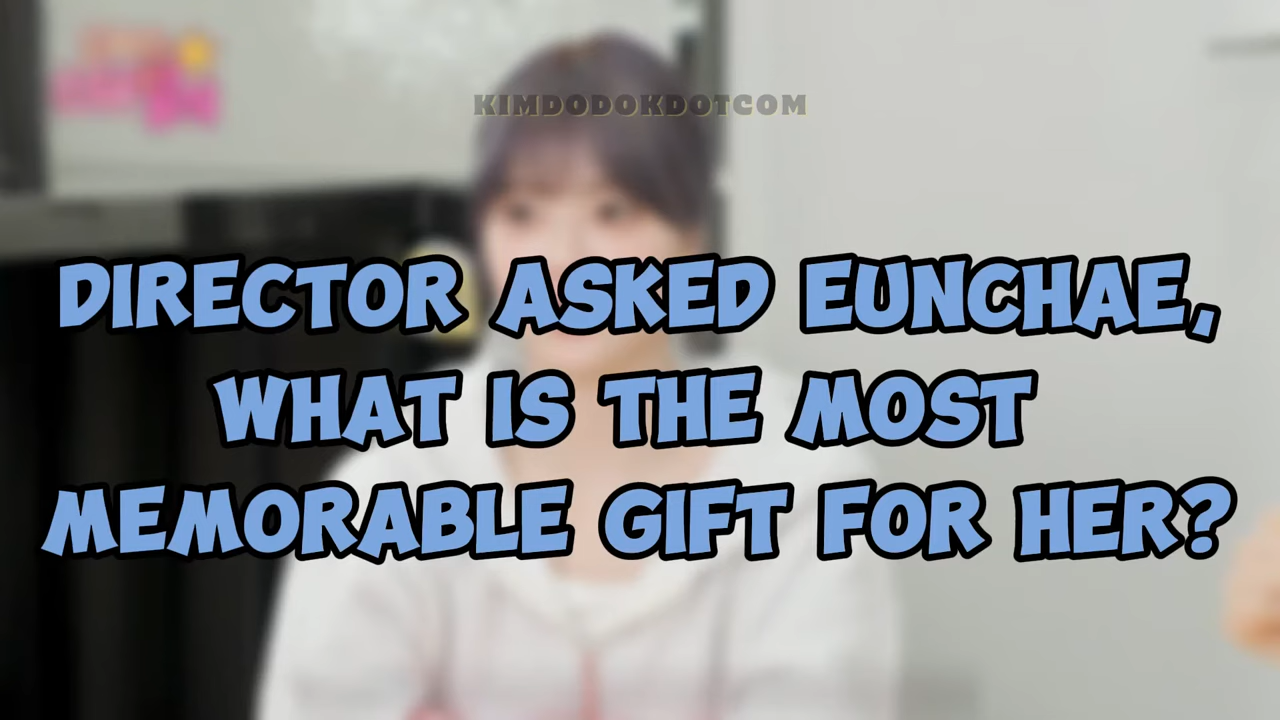 KIMDODOKDOTCOM
DIRECTOR ASKED EUNCHAE,
WHAT IS THE MOST
MEMORABLE GIFT FOR HER?